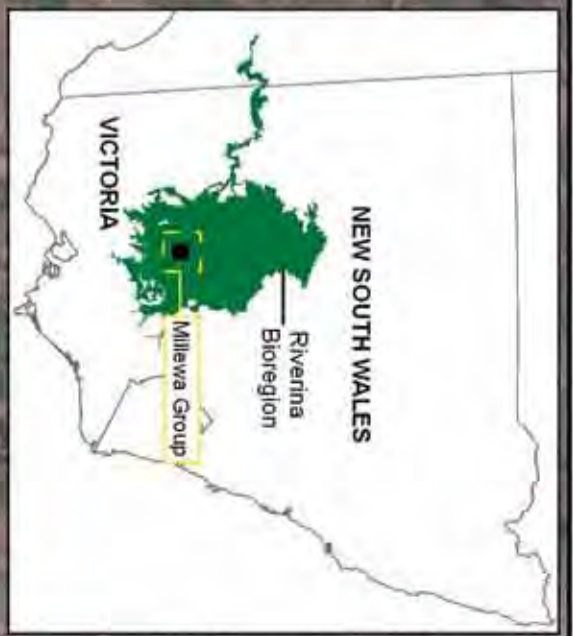 NEW SOUTH WALES
Riverina
Bioregion
Millewa Group
VICTORIA